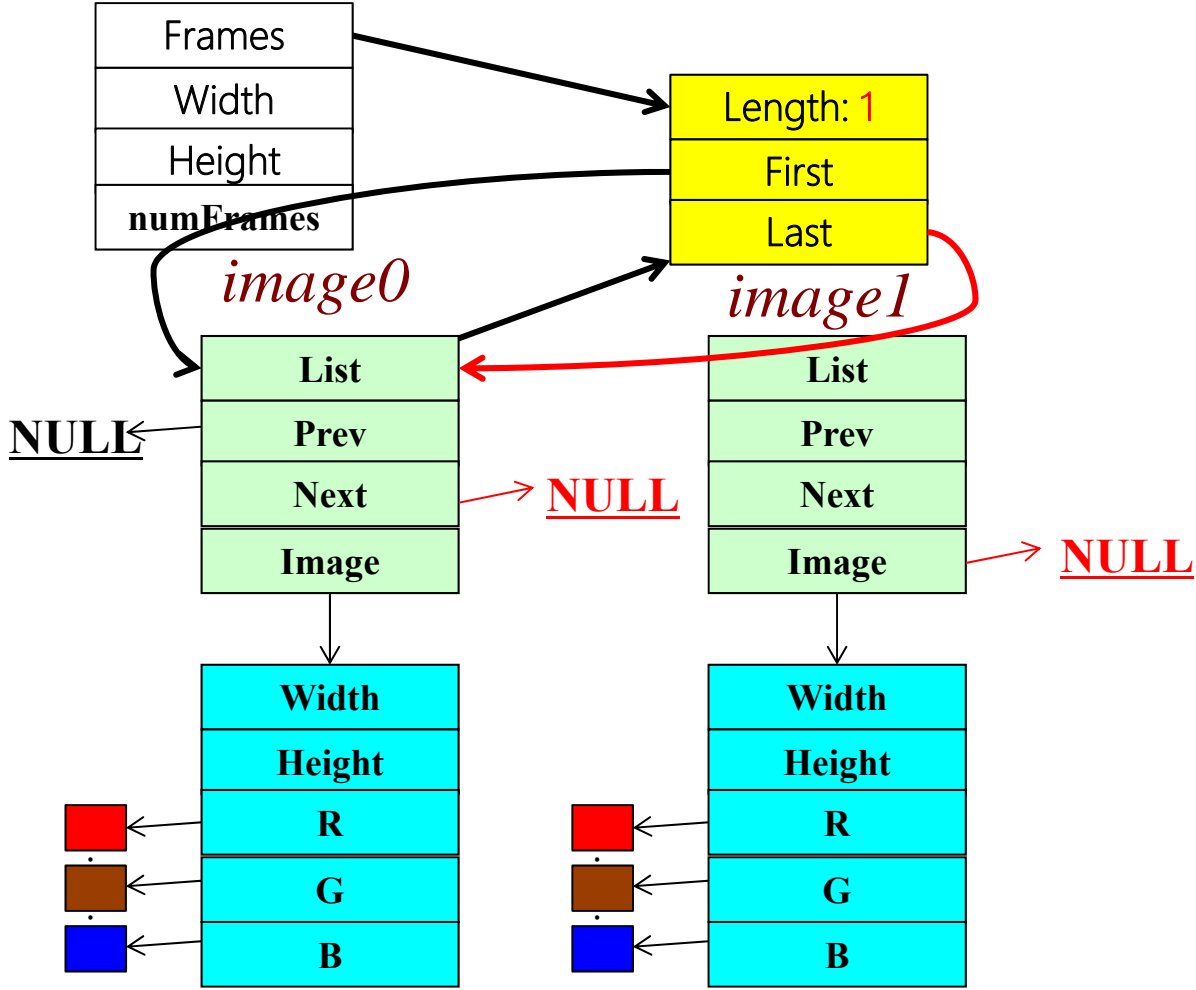 Frames
Width
Height
numFrames
Length: 1
First
Last
image0
image1
List
Prev
Next
Image
NULL
NULL
List
Prev
Next
Image
NULL
Width
Height
R
G
B
Width
Height
R
G
B